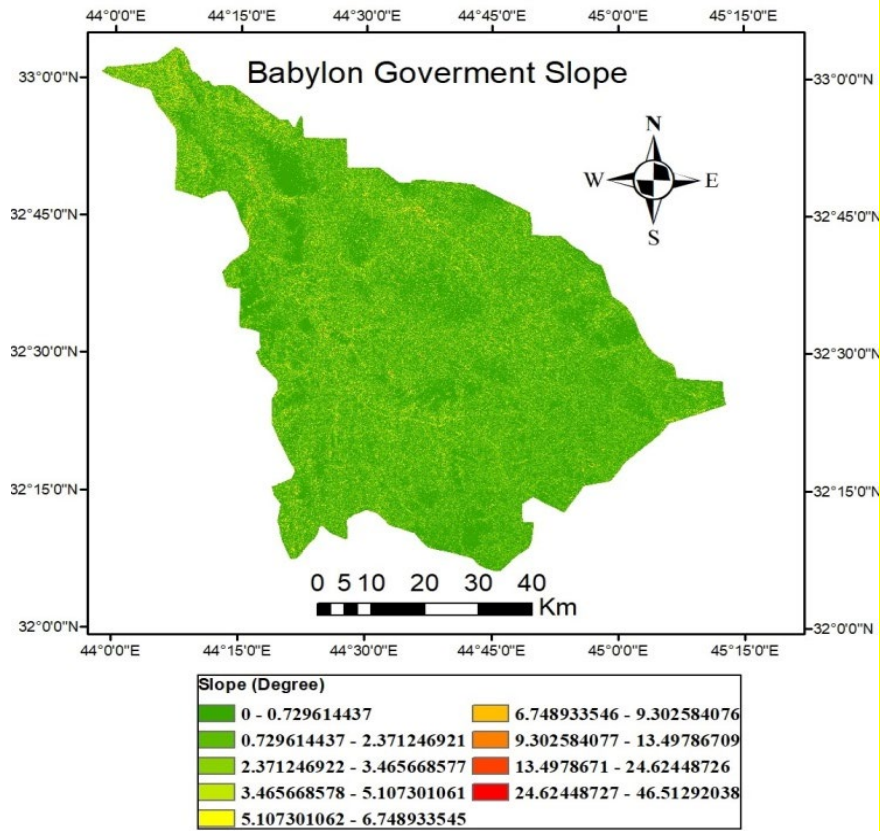 44°0'0"E 44°15'0"E 44°30'0"E 44°45'0"E 45°0'0"E 45°15'0"E
Babylon Goverment Slope
33°0'0"N 33°0'0"N
N
W E
S
32°45'0"N 32°45'0"N
32°30'0"N 32°30'0"N
32°15'0"N 32°15'0"N
0 5 10 20 30 40
Km
32°0'0"N 32°0'0"N
44°0'0"E 44°15'0"E 44°30'0"E 44°45'0"E 45°0'0"E 45°15'0"E
Slope (Degree)
0 - 0.729614437
0.729614437 - 2.371246921
2.371246922 - 3.465668577
3.465668578 - 5.107301061
5.107301062 - 6.748933545
6.748933546 - 9.302584076
9.302584077 - 13.49786709
13.4978671 - 24.62448726
24.62448727 - 46.51292038